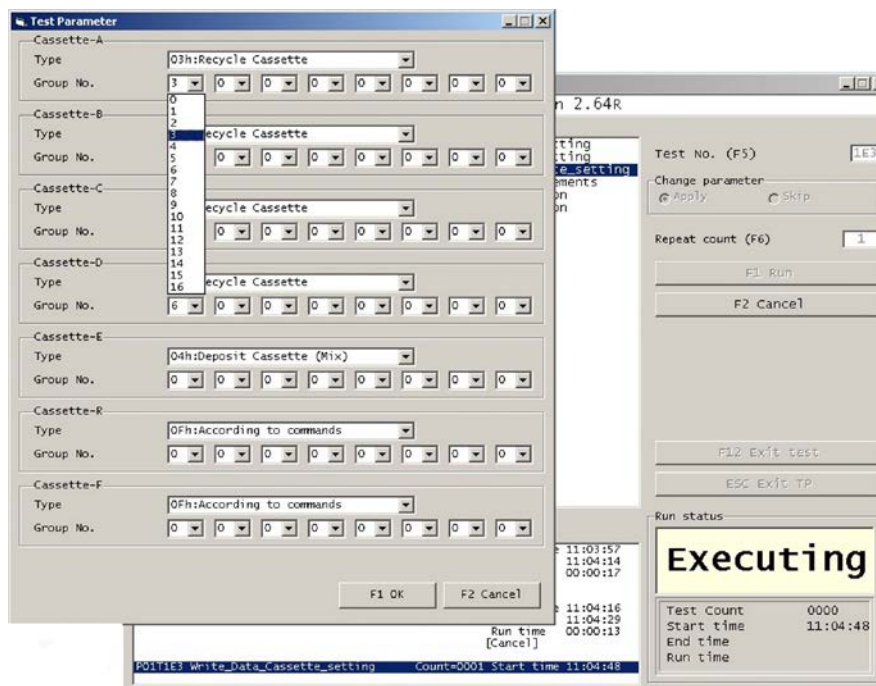 Test Parameter
Cassette-A
Type 03h:Recycle Cassette
Group No. 3 0 0 0 0 0 0 0
0
1
2
3
4
5
6
7
8
9
10
11
12
13
14
15
16
Cassette-B
Type ecycle Cassette
Group No. 0 0 0 0 0 0 0
Cassette-C
Type ecycle Cassette
Group No. 0 0 0 0 0 0 0
Cassette-D
Type ecycle Cassette
Group No. 6 0 0 0 0 0 0 0
Cassette-E
Type 04h:Deposit Cassette (Mix)
Group No. 0 0 0 0 0 0 0 0
Cassette-R
Type 0Fh:According to commands
Group No. 0 0 0 0 0 0 0 0
Cassette-F
Type 0Fh:According to commands
Group No. 0 0 0 0 0 0 0 0
F1 OK F2 Cancel
n 2.64R
tting
tting
te_setting
ements
on
on
Test No. (F5) 1E3
Change parameter
Apply Skip
Repeat count (F6) 1
F1 Run
F2 Cancel
F12 Exit test
ESC Exit TP
Run status
Executing
Test Count 0000
Start time 11:04:48
End time
Run time
e 11:03:57
11:04:14
00:00:17
e 11:04:16
11:04:29
Run time 00:00:13
[Cancel]
P01T1E3 Write_Data_Cassette_setting Count=0001 Start time 11:04:48